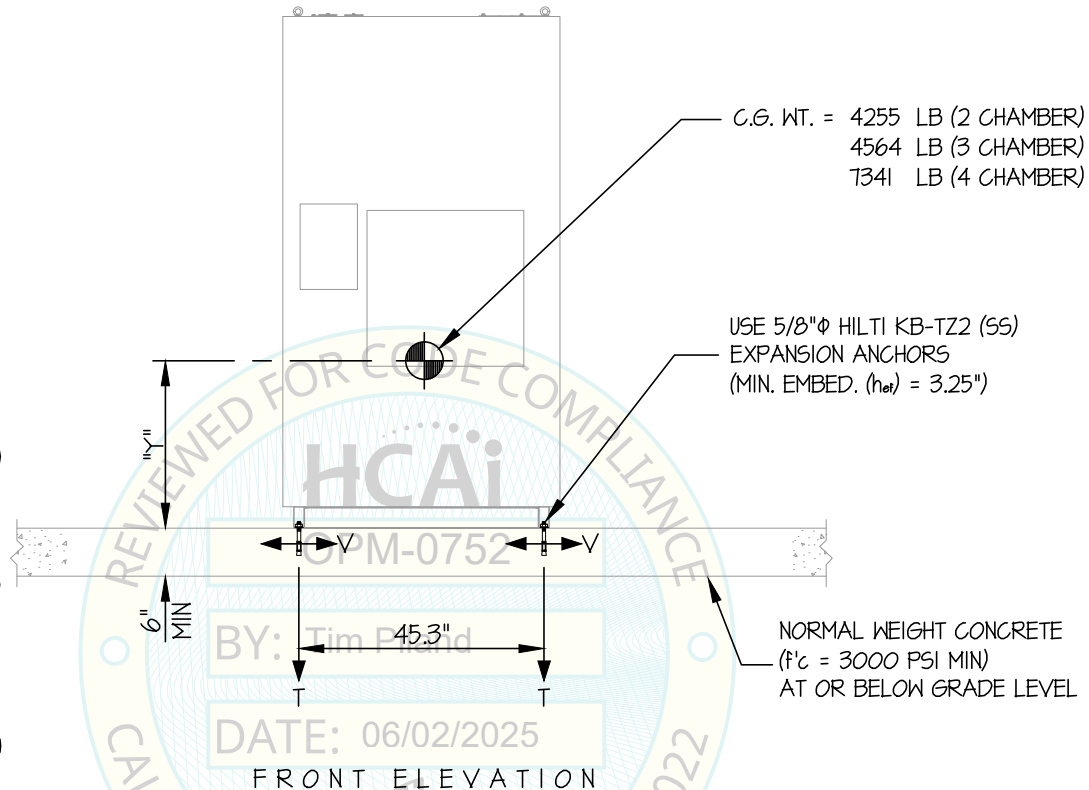 C.G. WT. = 4255 LB (2 CHAMBER)
4564 LB (3 CHAMBER)
7341 LB (4 CHAMBER)
USE 5/8"Φ HILTI KB-TZ2 (SS)
EXPANSION ANCHORS
(MIN. EMBED. (hef) = 3.25")
"Y"
REVIEWED FOR CODE COMPLIANCE
HCAi
V
V
OPM-0752
6"
MIN
BY: Tim
45.3"
T
T
NORMAL WEIGHT CONCRETE
(f'c = 3000 PSI MIN)
AT OR BELOW GRADE LEVEL
DATE: 06/02/2025
FRONT ELEVATION
2022